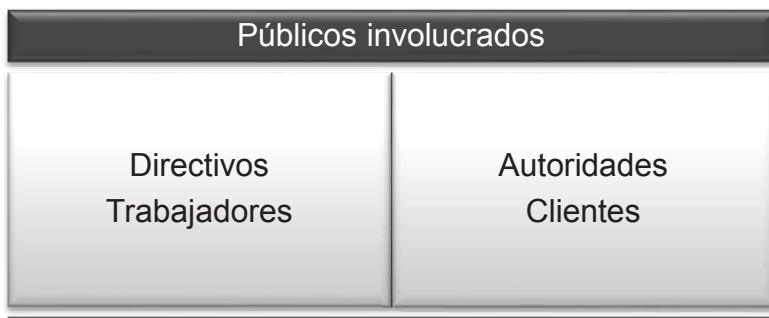 Públicos involucrados
Directivos
Trabajadores
Autoridades
Clientes